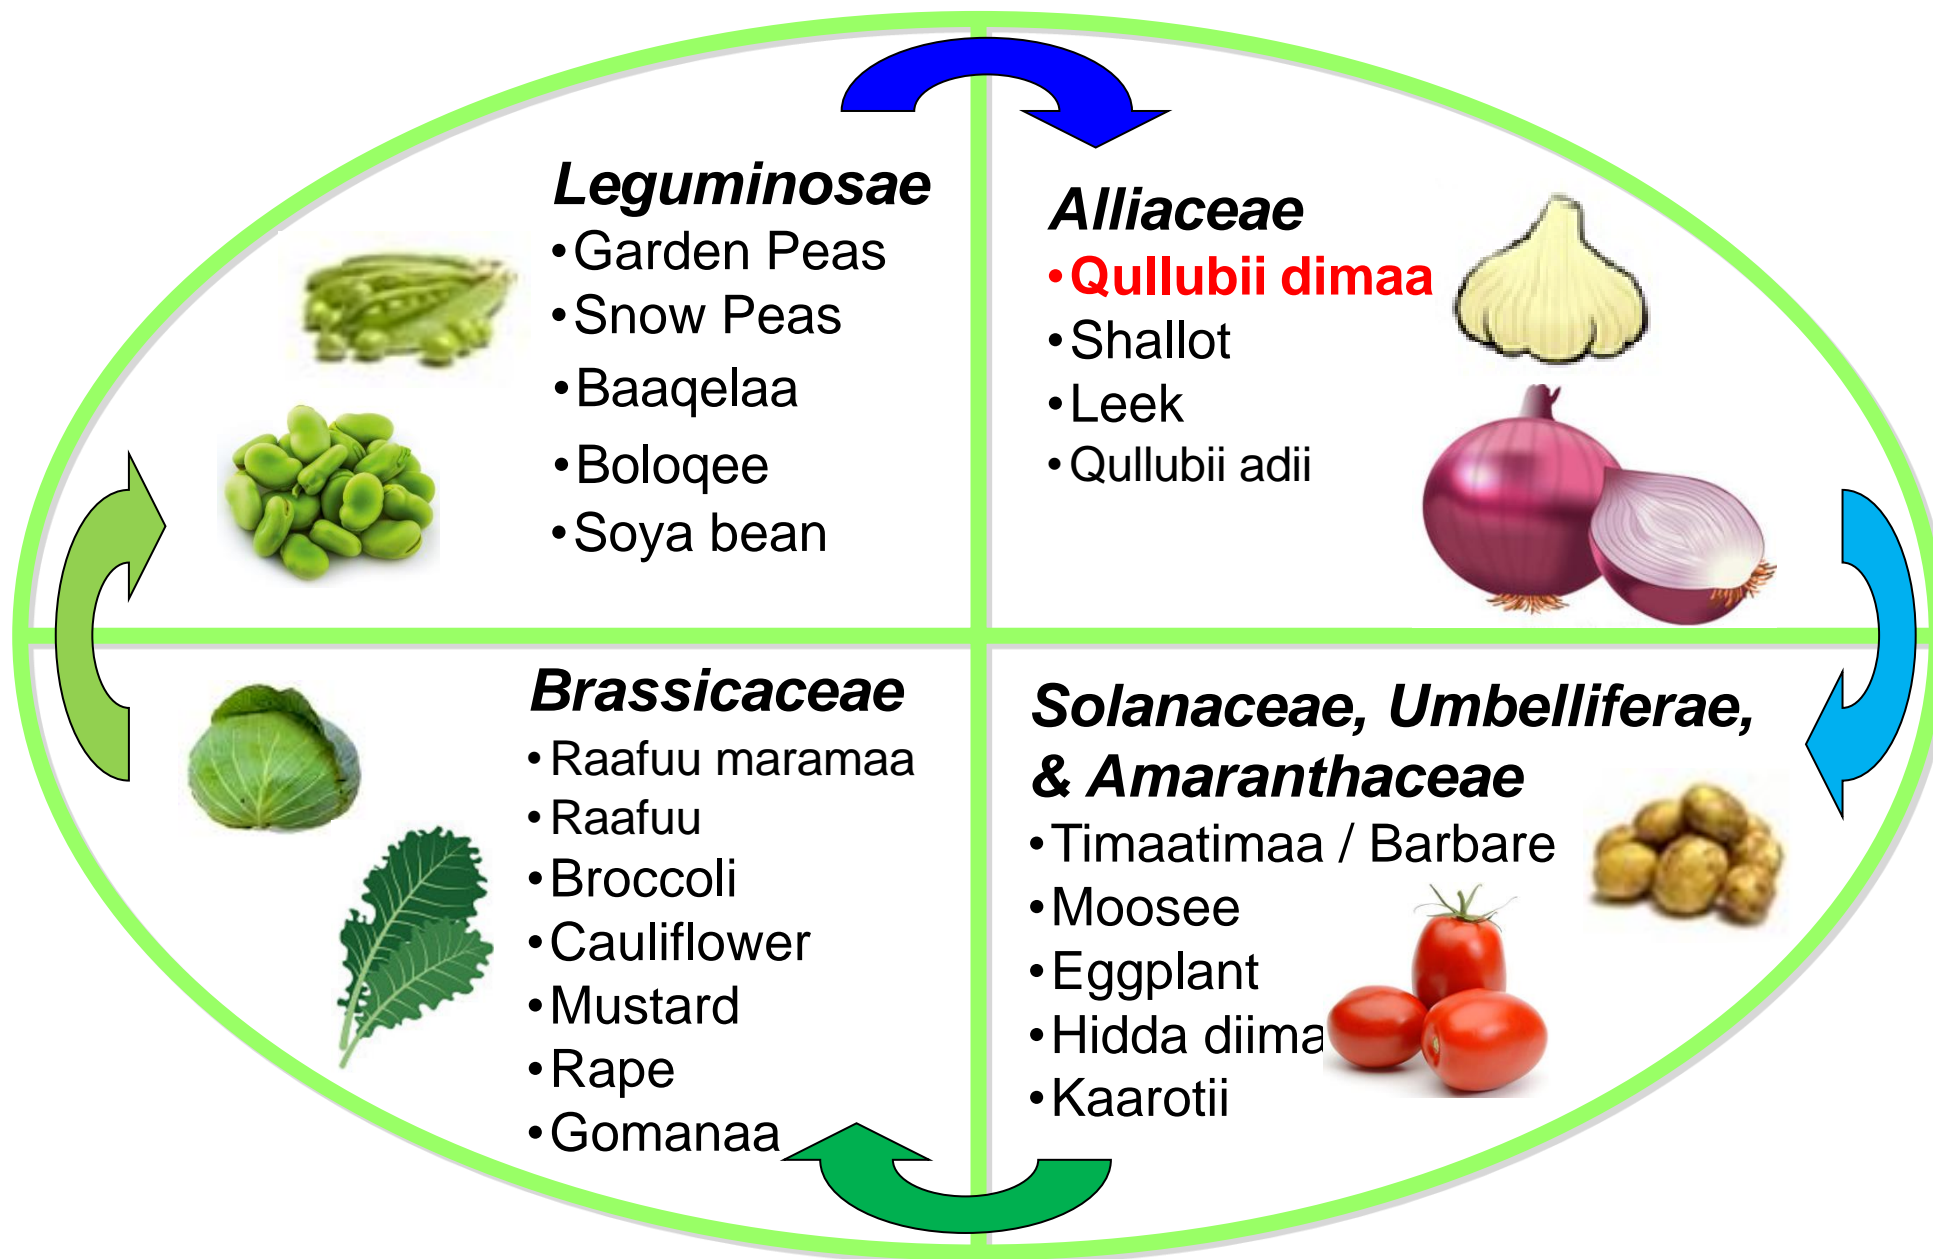 Leguminosae
•Garden Peas
•Snow Peas
•Baaqelaa
•Boloqee
•Soya bean
Alliaceae
•Qullubii dimaa
•Shallot
•Leek
•Qullubii adii
Brassicaceae
•Raafuu maramaa
•Raafuu
•Broccoli
•Cauliflower
•Mustard
•Rape
•Gomanaa
Solanaceae, Umbelliferae,
& Amaranthaceae
•Timaatimaa / Barbare
•Moosee
•Eggplant
•Hidda diima
•Kaarotii